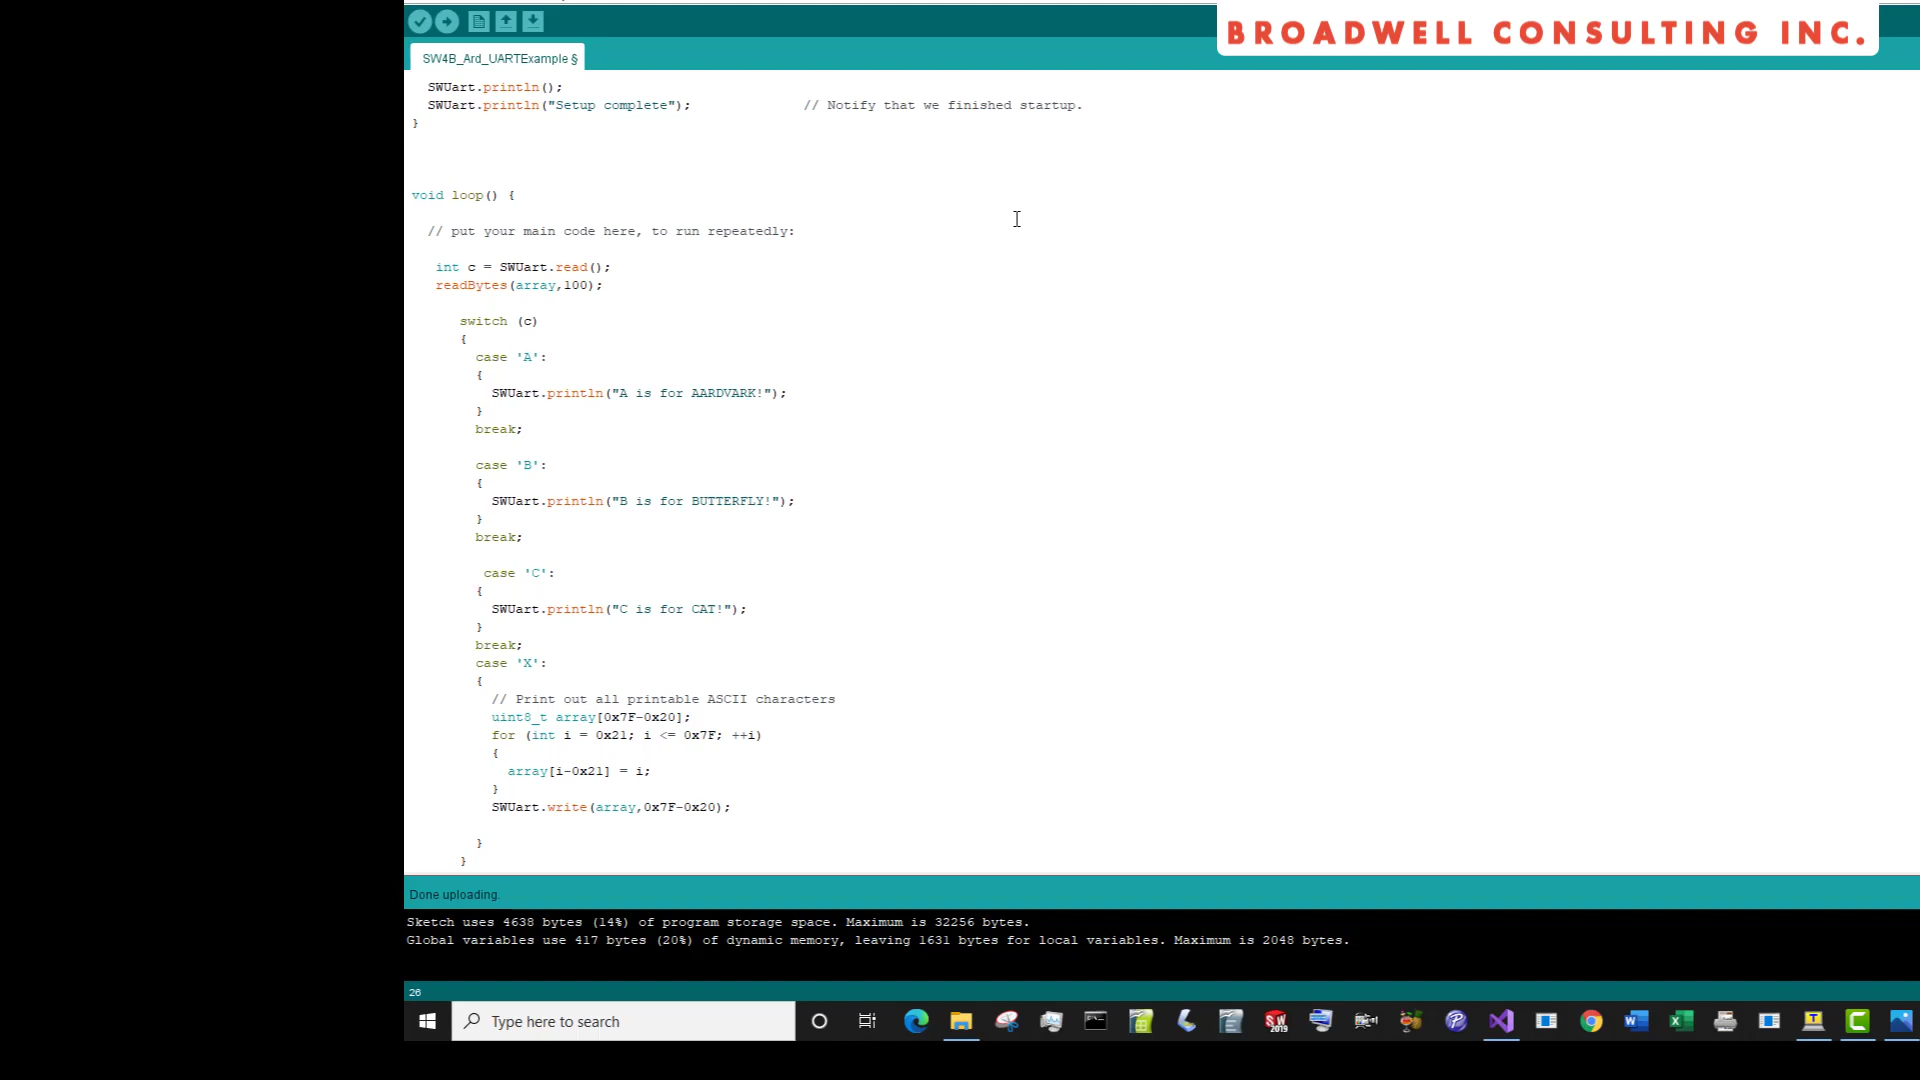 BROADWELL CONSULTING INC.
SW4B_Ard_UARTExample §
SWUart.println();
SWUart.println("Setup complete"); // Notify that we finished startup.
}
void loop() {
// put your main code here, to run repeatedly:
int c = SWUart.read();
readBytes(array,100);
switch (c)
{
case 'A':
{
SWUart.println("A is for AARDVARK!");
}
break;
case 'B':
{
SWUart.println("B is for BUTTERFLY!");
}
break;
case 'C':
{
SWUart.println("C is for CAT!");
}
break;
case 'X':
{
// Print out all printable ASCII characters
uint8_t array[0x7F-0x20];
for (int i = 0x21; i <= 0x7F; ++i)
{
array[i-0x21] = i;
}
SWUart.write(array,0x7F-0x20);
}
}
Done uploading.
Sketch uses 4638 bytes (14%) of program storage space. Maximum is 32256 bytes.
Global variables use 417 bytes (20%) of dynamic memory, leaving 1631 bytes for local variables. Maximum is 2048 bytes.
26
Type here to search
SW
2019